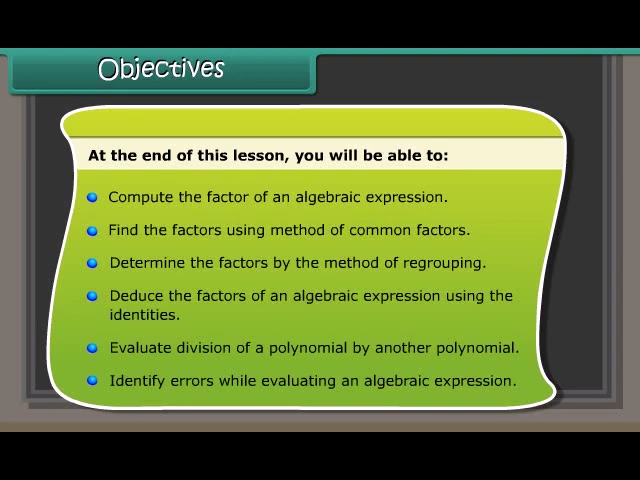 Objectives
At the end of this lesson, you will be able to:
Compute the factor of an algebraic expression.
Find the factors using method of common factors.
Determine the factors by the method of regrouping.
Deduce the factors of an algebraic expression using the
identities.
Evaluate division of a polynomial by another polynomial.
Identify errors while evaluating an algebraic expression.